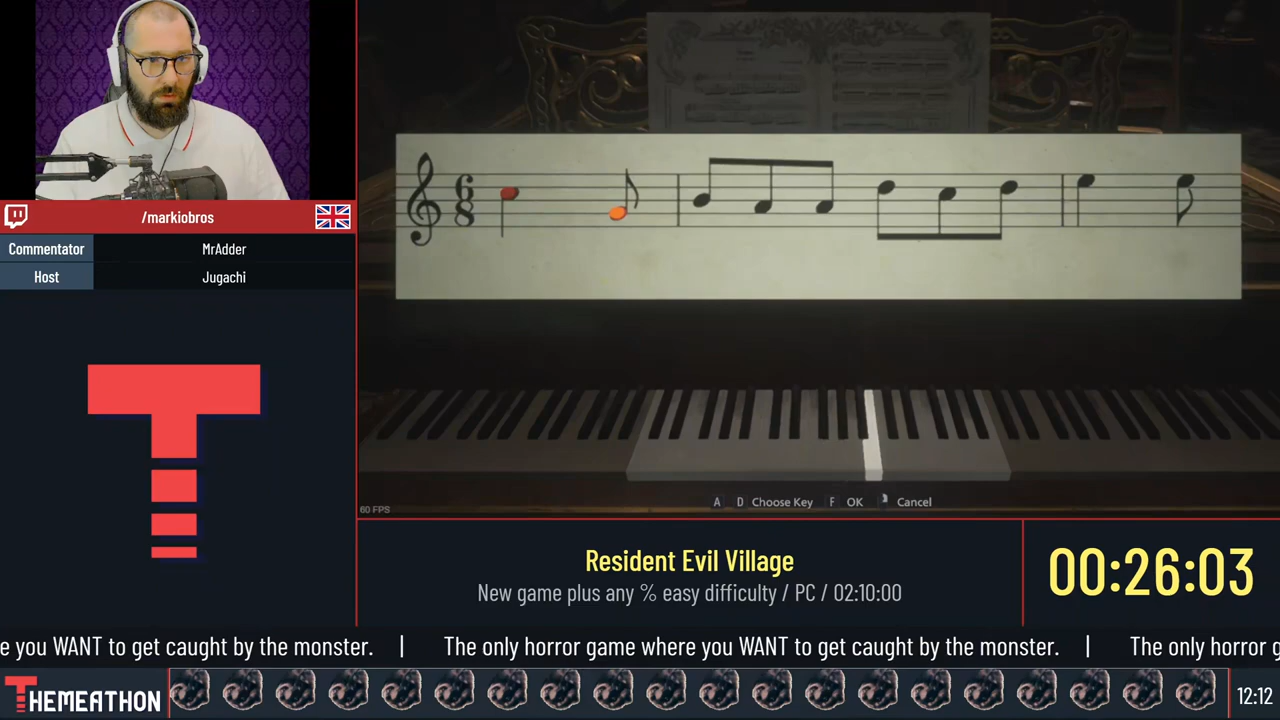 /markiobros
Commentator MrAdder
Host Jugachi
6
8
A D Choose Key F OK Cancel
60 FPS
Resident Evil Village
New game plus any % easy difficulty / PC / 02:10:00
00:26:03
e you WANT to get caught by the monster. | The only horror game where you WANT to get caught by the monster. | The only horror g
THEMEATHON
12:12